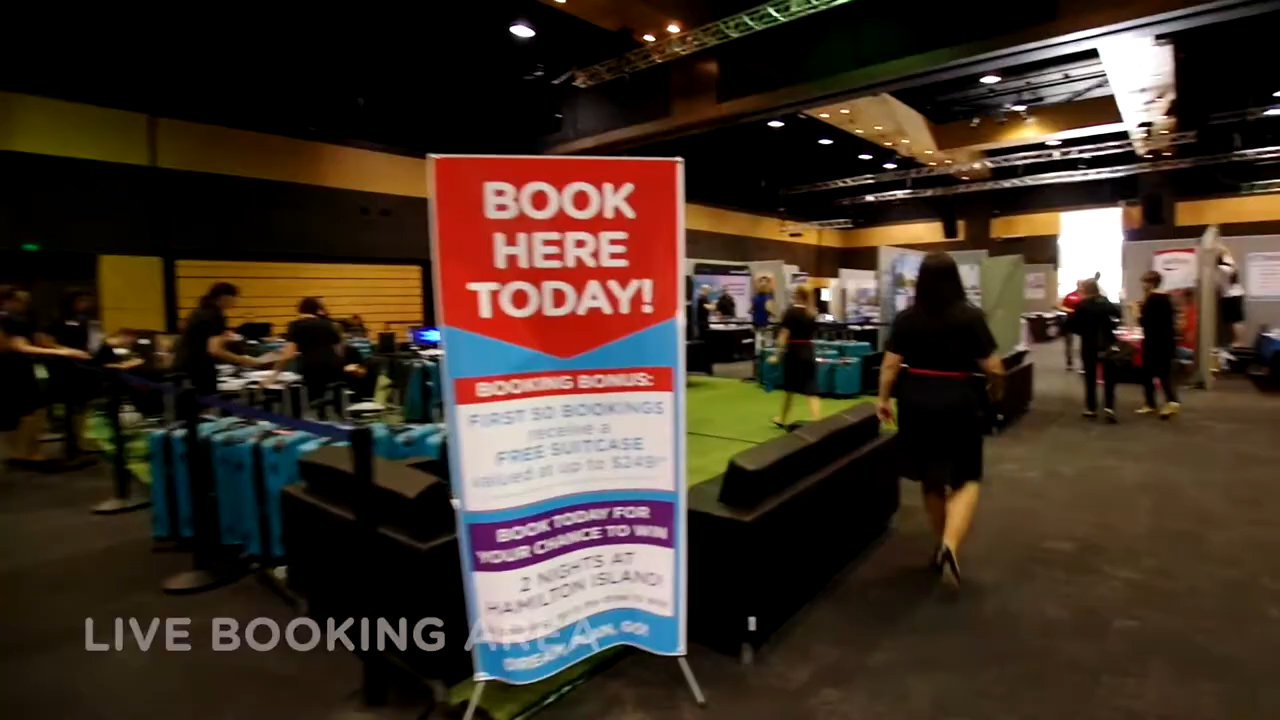 BOOK
HERE
TODAY!
BOOKING BONUS:
FIRST 50 BOOKINGS
receive a
FREE SUITCASE
valued at up to $249*
BOOK TODAY FOR
YOUR CHANCE TO WIN
2 NIGHTS AT
HAMILTON ISLAND!
LIVE BOOKING AREA